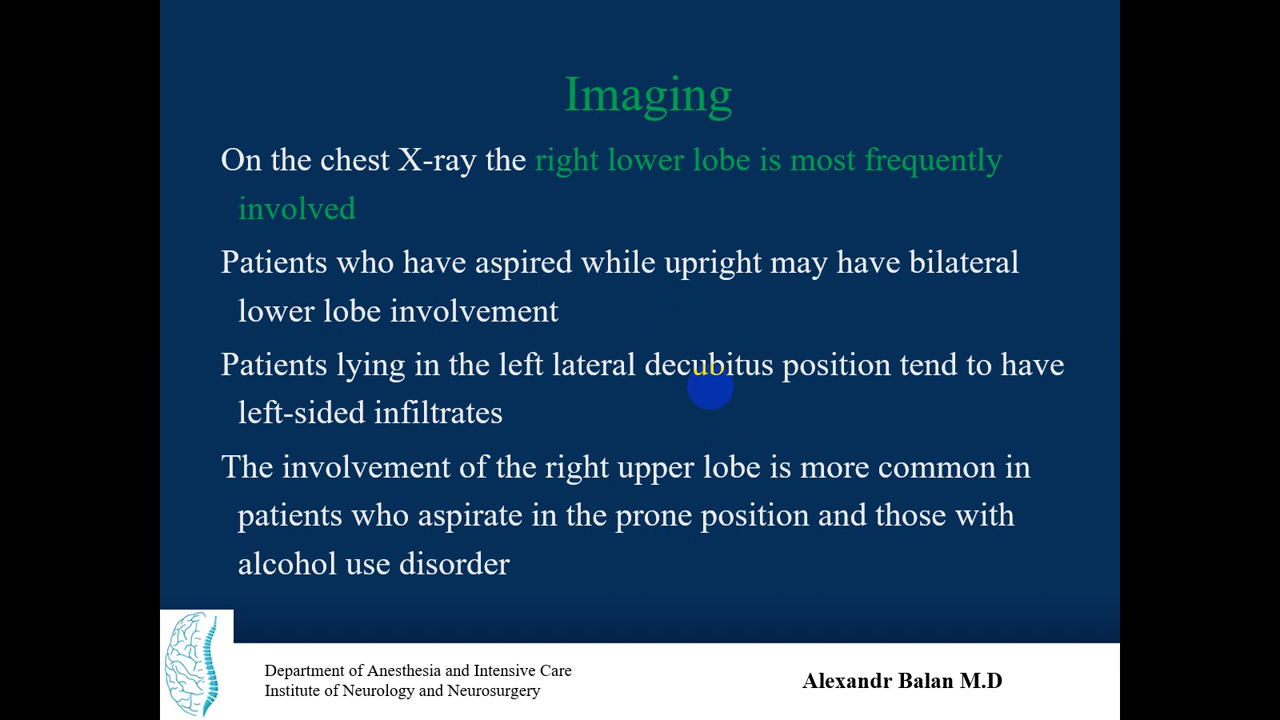 Imaging
On the chest X-ray the right lower lobe is most frequently
involved
Patients who have aspired while upright may have bilateral
lower lobe involvement
Patients lying in the left lateral decubitus position tend to have
left-sided infiltrates
The involvement of the right upper lobe is more common in
patients who aspirate in the prone position and those with
alcohol use disorder
Department of Anesthesia and Intensive Care
Institute of Neurology and Neurosurgery
Alexandr Balan M.D